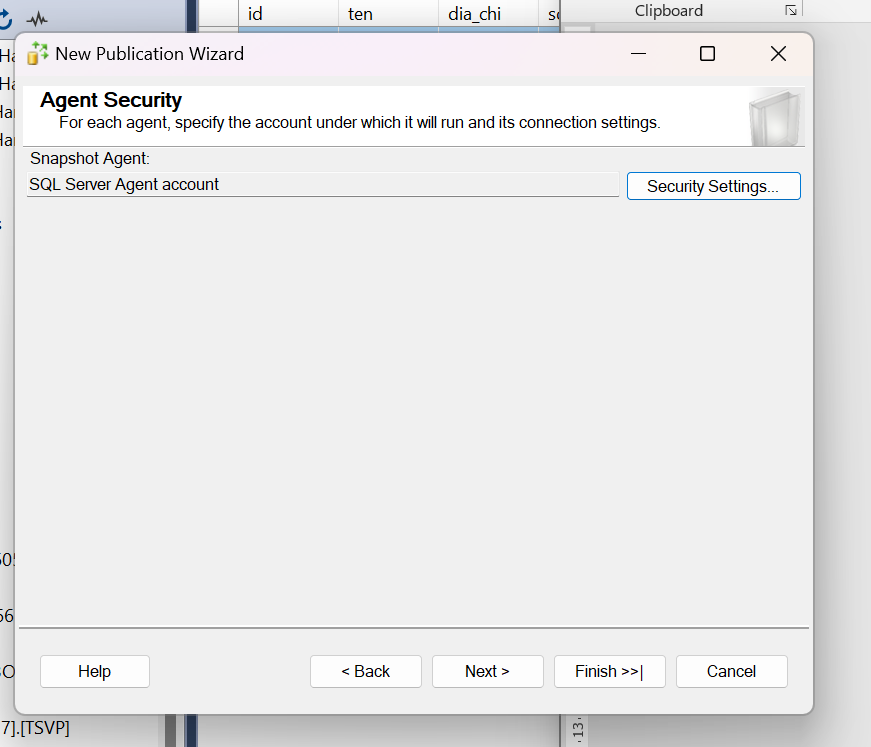 id ten dia_chi
Clipboard
New Publication Wizard
Agent Security
For each agent, specify the account under which it will run and its connection settings.
Snapshot Agent:
SQL Server Agent account
Security Settings...
Help
< Back
Next >
Finish >>|
Cancel
7].[TSVP]
13